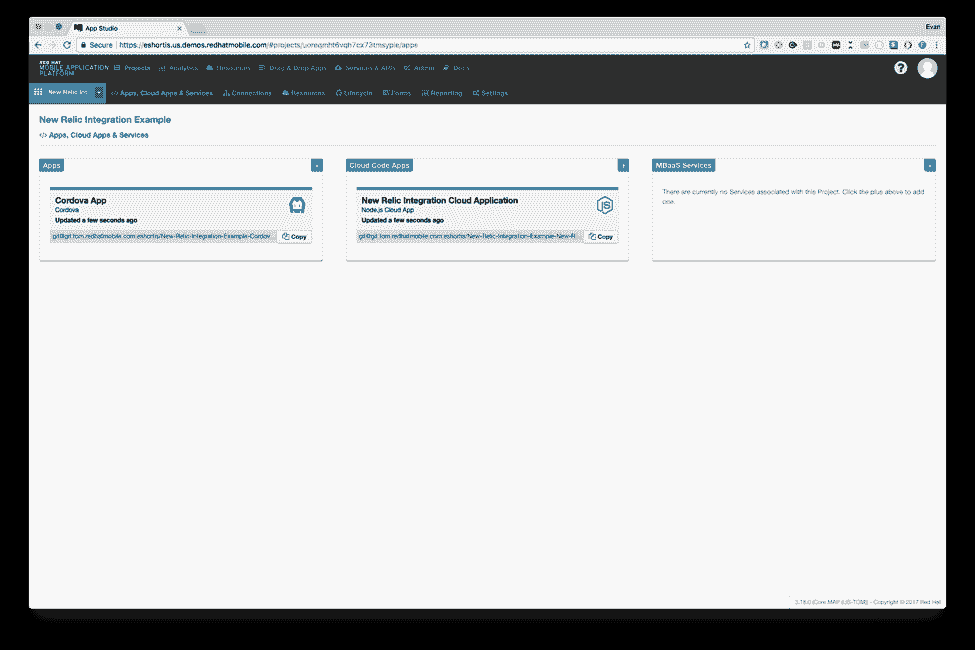 App Studio
Evan
Secure https://eshortis.us.demos.redhatmobile.com/#projects/
RED HAT
MOBILE APPLICATION
PLATFORM
Projects Analytics Resources Drag & Drop Apps Services & APIs Admin Docs
New Relic Int
Apps, Cloud Apps & Services Connections Resources Lifecycle Forms Reporting Settings
New Relic Integration Example
</> Apps, Cloud Apps & Services
Apps
Cordova App
Cordova
Updated a few seconds ago
git@git.tom.redhatmobile.com:eshortis/New-Relic-Integration-Example-Cordov
Copy
Cloud Code Apps
+
New Relic Integration Cloud Application
Node.js Cloud App
Updated a few seconds ago
git@git.tom.redhatmobile.com:eshortis/New-Relic-Integration-Example-New-R
Copy
MBaaS Services
There are currently no Services associated with this Project. Click the plus above to add
one.
3.18.0 (Core MAP (US-TOM)) - Copyright © 2017 Red Hat